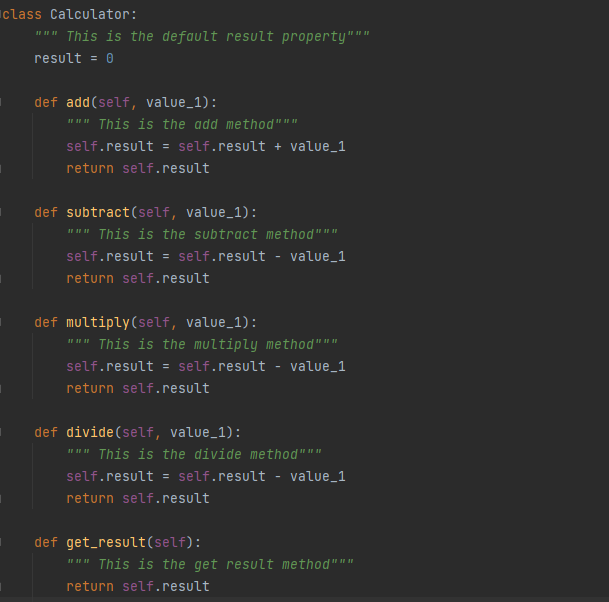 class Calculator:
    """ This is the default result property"""
    result = 0

    def add(self, value_1):
        """ This is the add method"""
        self.result = self.result + value_1
        return self.result

    def subtract(self, value_1):
        """ This is the subtract method"""
        self.result = self.result - value_1
        return self.result

    def multiply(self, value_1):
        """ This is the multiply method"""
        self.result = self.result - value_1
        return self.result

    def divide(self, value_1):
        """ This is the divide method"""
        self.result = self.result - value_1
        return self.result

    def get_result(self):
        """ This is the get result method"""
        return self.result